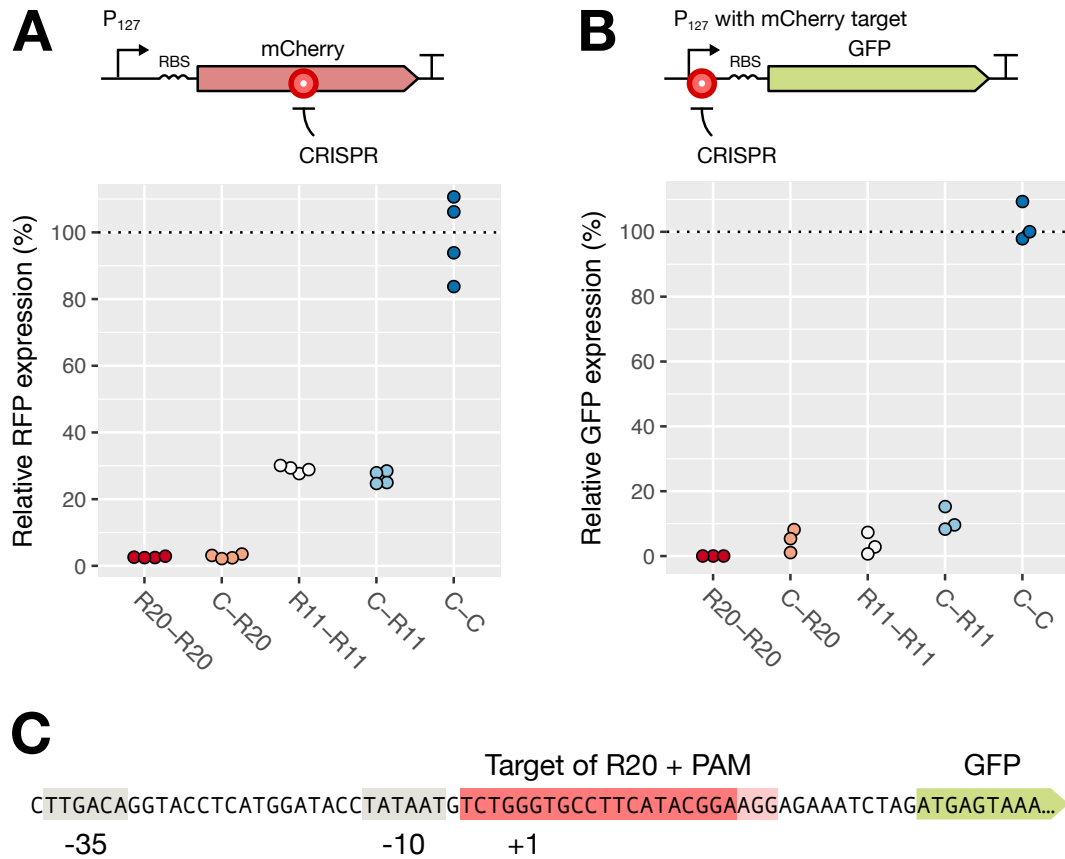 A
P127
RBS
mCherry
CRISPR
Relative RFP expression (%)
100
80
60
40
20
0
R20–R20
C–R20
R11–R11
C–R11
C–C
B
P127 with mCherry target
RBS
GFP
CRISPR
Relative GFP expression (%)
100
80
60
40
20
0
R20–R20
C–R20
R11–R11
C–R11
C–C
C
Target of R20 + PAM
GFP
CTTGACAGGTACCTCATGGATACCTATAATGTCTGGGTGCCTTCATACGGAAGGAGAAATCTAGATGAGTAAA...
-35
-10
+1